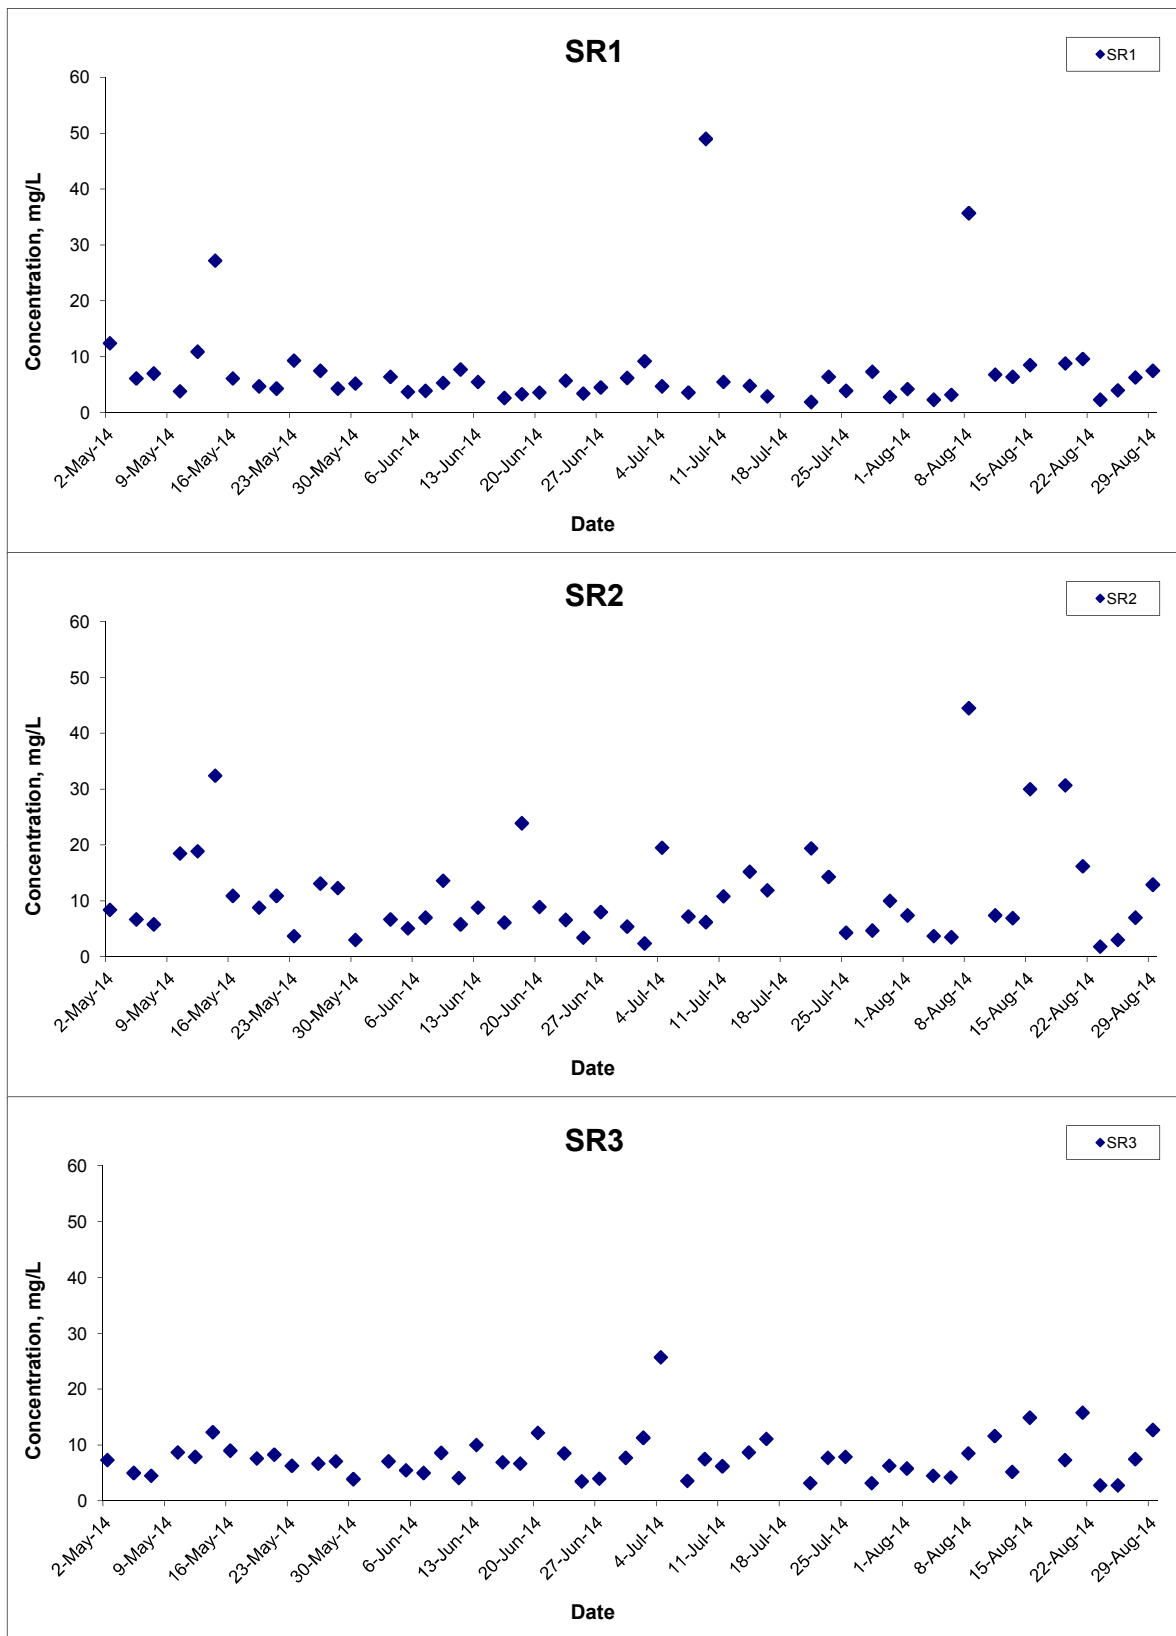 SR1
SR1
60
50
40
30
20
10
0
Concentration, mg/L
2-May-14
9-May-14
16-May-14
23-May-14
30-May-14
6-Jun-14
13-Jun-14
20-Jun-14
27-Jun-14
4-Jul-14
11-Jul-14
18-Jul-14
25-Jul-14
1-Aug-14
8-Aug-14
15-Aug-14
22-Aug-14
29-Aug-14
Date
SR2
SR2
60
50
40
30
20
10
0
Concentration, mg/L
2-May-14
9-May-14
16-May-14
23-May-14
30-May-14
6-Jun-14
13-Jun-14
20-Jun-14
27-Jun-14
4-Jul-14
11-Jul-14
18-Jul-14
25-Jul-14
1-Aug-14
8-Aug-14
15-Aug-14
22-Aug-14
29-Aug-14
Date
SR3
SR3
60
50
40
30
20
10
0
Concentration, mg/L
2-May-14
9-May-14
16-May-14
23-May-14
30-May-14
6-Jun-14
13-Jun-14
20-Jun-14
27-Jun-14
4-Jul-14
11-Jul-14
18-Jul-14
25-Jul-14
1-Aug-14
8-Aug-14
15-Aug-14
22-Aug-14
29-Aug-14
Date